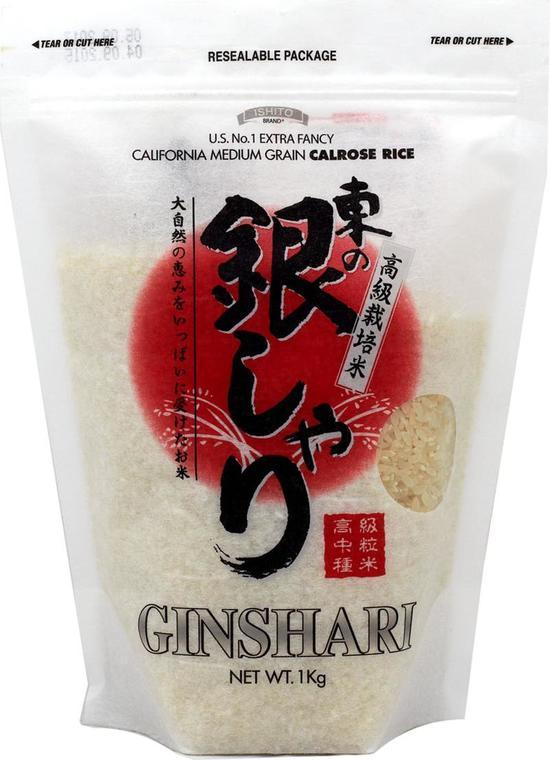 ◀TEAR OR CUT HERE
TEAR OR CUT HERE▶
RESEALABLE PACKAGE
ISHITO
BRAND®
U.S. No.1 EXTRA FANCY
CALIFORNIA MEDIUM GRAIN CALROSE RICE
東の
銀しゃり
高級栽培米
大自然の恵みをいっぱいに受けたお米
級粒米
高中種
GINSHARI
NET WT. 1Kg